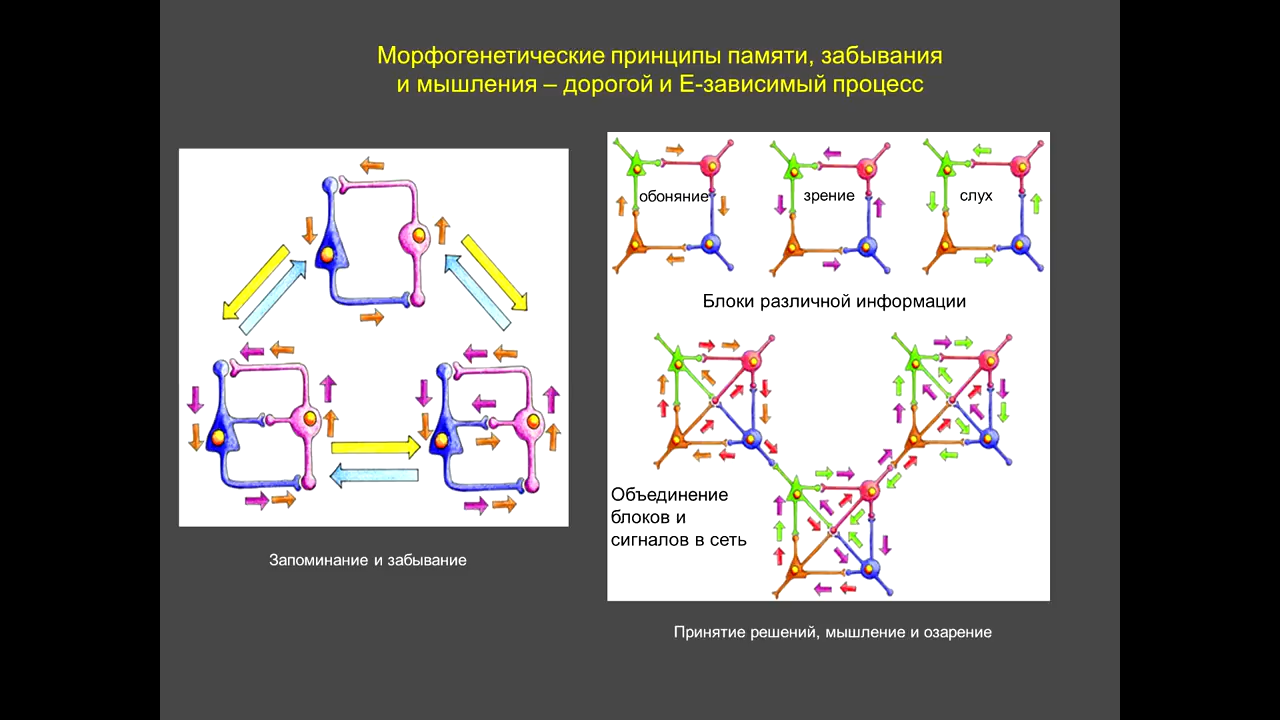 Морфогенетические принципы памяти, забывания
и мышления – дорогой и Е-зависимый процесс
обоняние
зрение
слух
Блоки различной информации
Объединение
блоков и
сигналов в сеть
Запоминание и забывание
Принятие решений, мышление и озарение